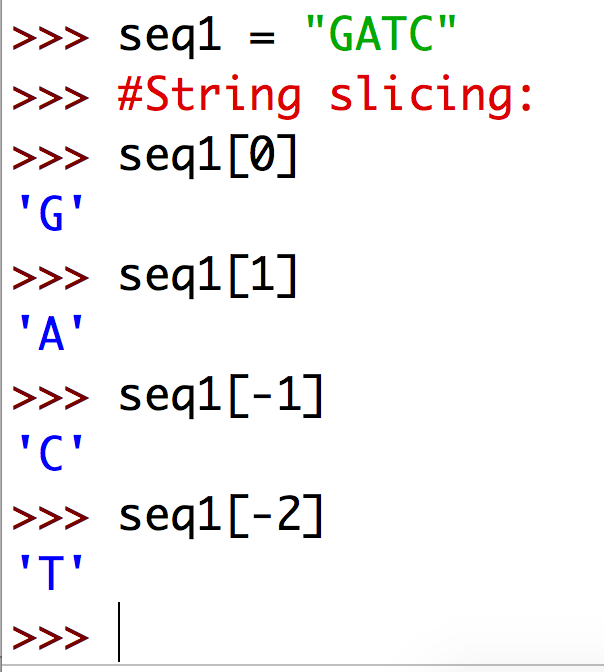 >>> seq1 = "GATC"
>>> #String slicing:
>>> seq1[0]
'G'
>>> seq1[1]
'A'
>>> seq1[-1]
'C'
>>> seq1[-2]
'T'
>>>